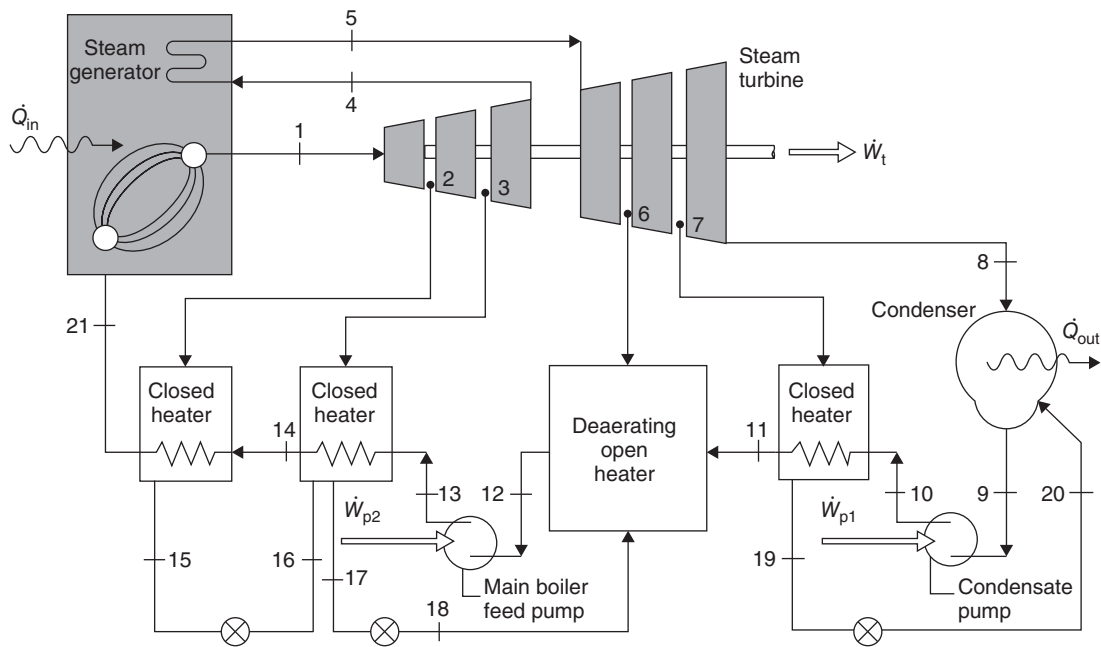 5
Steam
generator
4
Steam
turbine
Q̇in
1
2
3
Ẇt
6
7
8
Condenser
Q̇out
21
Closed
heater
Closed
heater
Deaerating
open
heater
Closed
heater
14
11
13
12
10
9
20
Ẇp2
Ẇp1
15
16
17
19
Main boiler
feed pump
Condensate
pump
18